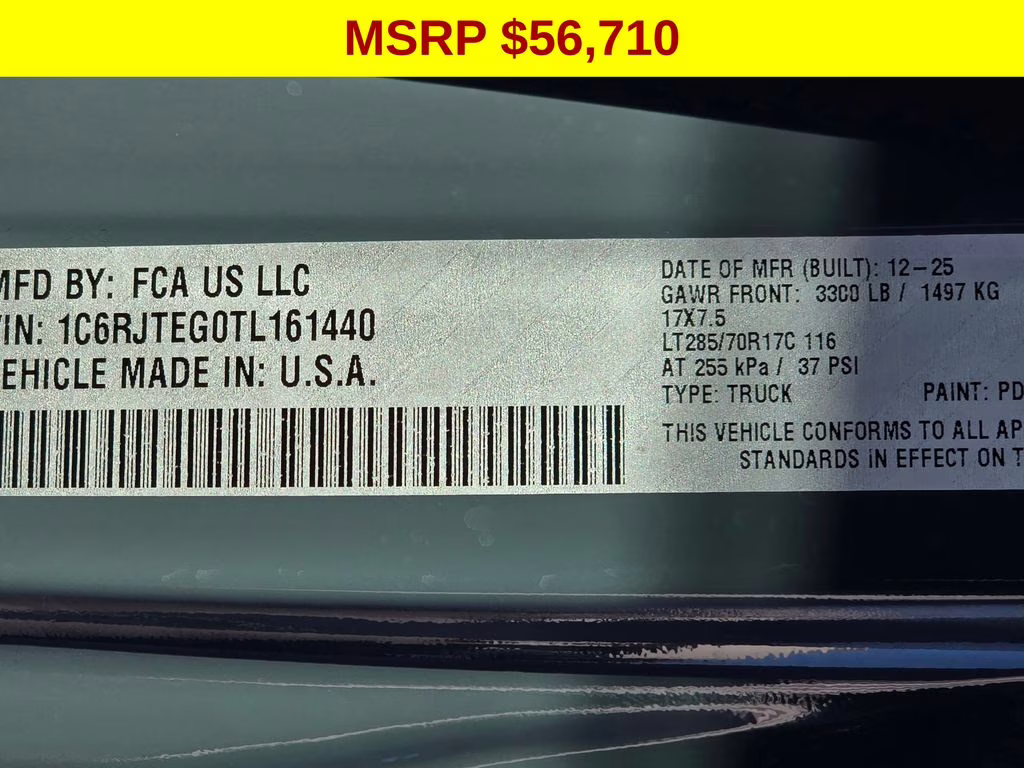 MSRP $56,710
MFD BY: FCA US LLC
VIN: 1C6RJTEG0TL161440
VEHICLE MADE IN: U.S.A.
DATE OF MFR (BUILT): 12-25
GAWR FRONT: 3300 LB / 1497 KG
17X7.5
LT285/70R17C 116
AT 255 kPa / 37 PSI
TYPE: TRUCK PAINT: PD
THIS VEHICLE CONFORMS TO ALL AP
STANDARDS IN EFFECT ON T